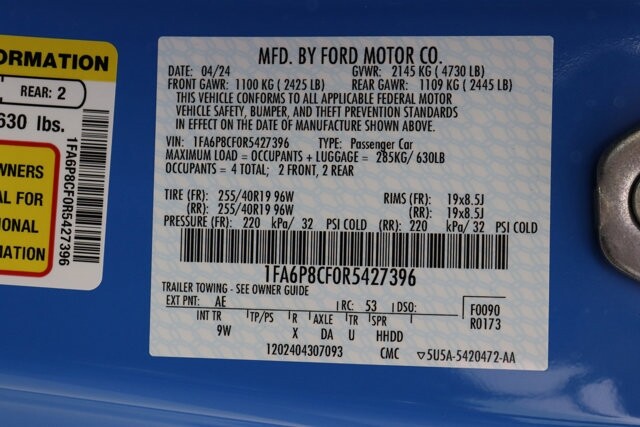 FORMATION
REAR: 2
630 lbs.
1FA6P8CF0R5427396
WNERS
AL FOR
IONAL
MATION
MFD. BY FORD MOTOR CO.
DATE: 04/24 GVWR: 2145 KG ( 4730 LB)
FRONT GAWR: 1100 KG ( 2425 LB) REAR GAWR: 1109 KG ( 2445 LB)
THIS VEHICLE CONFORMS TO ALL APPLICABLE FEDERAL MOTOR
VEHICLE SAFETY, BUMPER, AND THEFT PREVENTION STANDARDS
IN EFFECT ON THE DATE OF MANUFACTURE SHOWN ABOVE.
VIN: 1FA6P8CF0R5427396 TYPE: Passenger Car
MAXIMUM LOAD = OCCUPANTS + LUGGAGE = 285KG/ 630LB
OCCUPANTS = 4 TOTAL; 2 FRONT, 2 REAR
TIRE (FR): 255/40R19 96W RIMS (FR): 19x8.5J
(RR): 255/40R19 96W (RR): 19x8.5J
PRESSURE (FR): 220 kPa/ 32 PSI COLD (RR): 220 kPa/ 32 PSI COLD
1FA6P8CF0R5427396
TRAILER TOWING - SEE OWNER GUIDE
EXT PNT: AE RC: 53 DSO: F0090
INT TR TP/PS R AXLE TR SPR R0173
9W X DA U HHDD
1202404307093 CMC ▽5U5A-5420472-AA